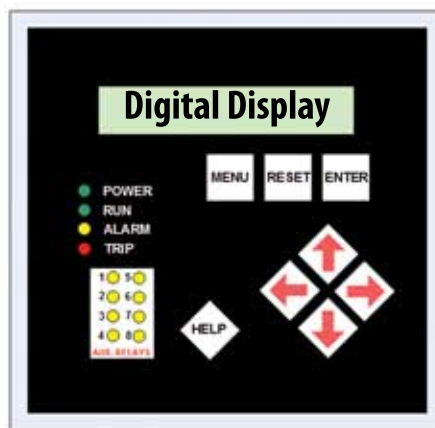 Digital Display
MENU RESET ENTER
POWER
RUN
ALARM
TRIP
1 5
2 6
3 7
4 8
AUX. RELAYS
HELP